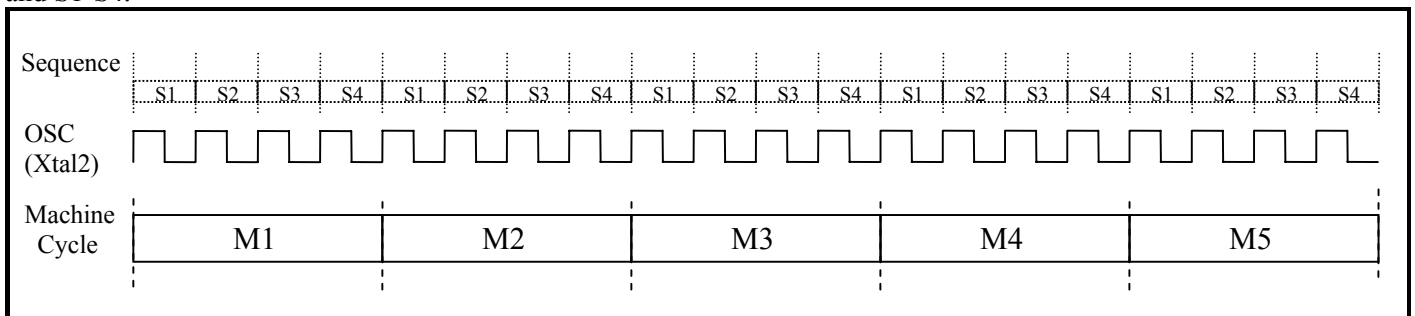 and S1-S4.
Sequence
S1 S2 S3 S4 S1 S2 S3 S4 S1 S2 S3 S4 S1 S2 S3 S4 S1 S2 S3 S4
OSC
(Xtal2)
Machine
Cycle
M1 M2 M3 M4 M5